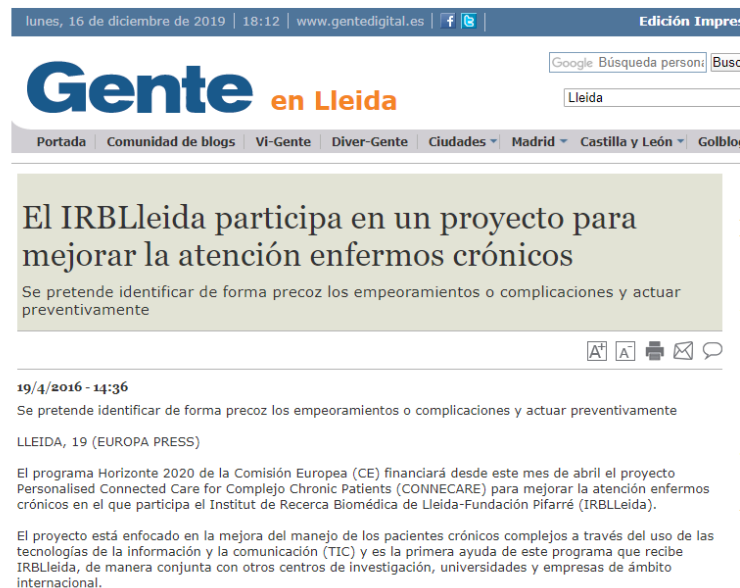 lunes, 16 de diciembre de 2019 | 18:12 | www.gentedigital.es
Edición Impres
Google Búsqueda persona Busc
Gente en Lleida
Lleida
Portada Comunidad de blogs Vi-Gente Diver-Gente Ciudades Madrid Castilla y León Golblog
El IRBLleida participa en un proyecto para
mejorar la atención enfermos crónicos
Se pretende identificar de forma precoz los empeoramientos o complicaciones y actuar
preventivamente
A+ A-
19/4/2016 - 14:36
Se pretende identificar de forma precoz los empeoramientos o complicaciones y actuar preventivamente
LLEIDA, 19 (EUROPA PRESS)
El programa Horizonte 2020 de la Comisión Europea (CE) financiará desde este mes de abril el proyecto
Personalised Connected Care for Complejo Chronic Patients (CONNECARE) para mejorar la atención enfermos
crónicos en el que participa el Institut de Recerca Biomédica de Lleida-Fundación Pifarré (IRBLLeida).
El proyecto está enfocado en la mejora del manejo de los pacientes crónicos complejos a través del uso de las
tecnologías de la información y la comunicación (TIC) y es la primera ayuda de este programa que recibe
IRBLleida, de manera conjunta con otros centros de investigación, universidades y empresas de ámbito
internacional.